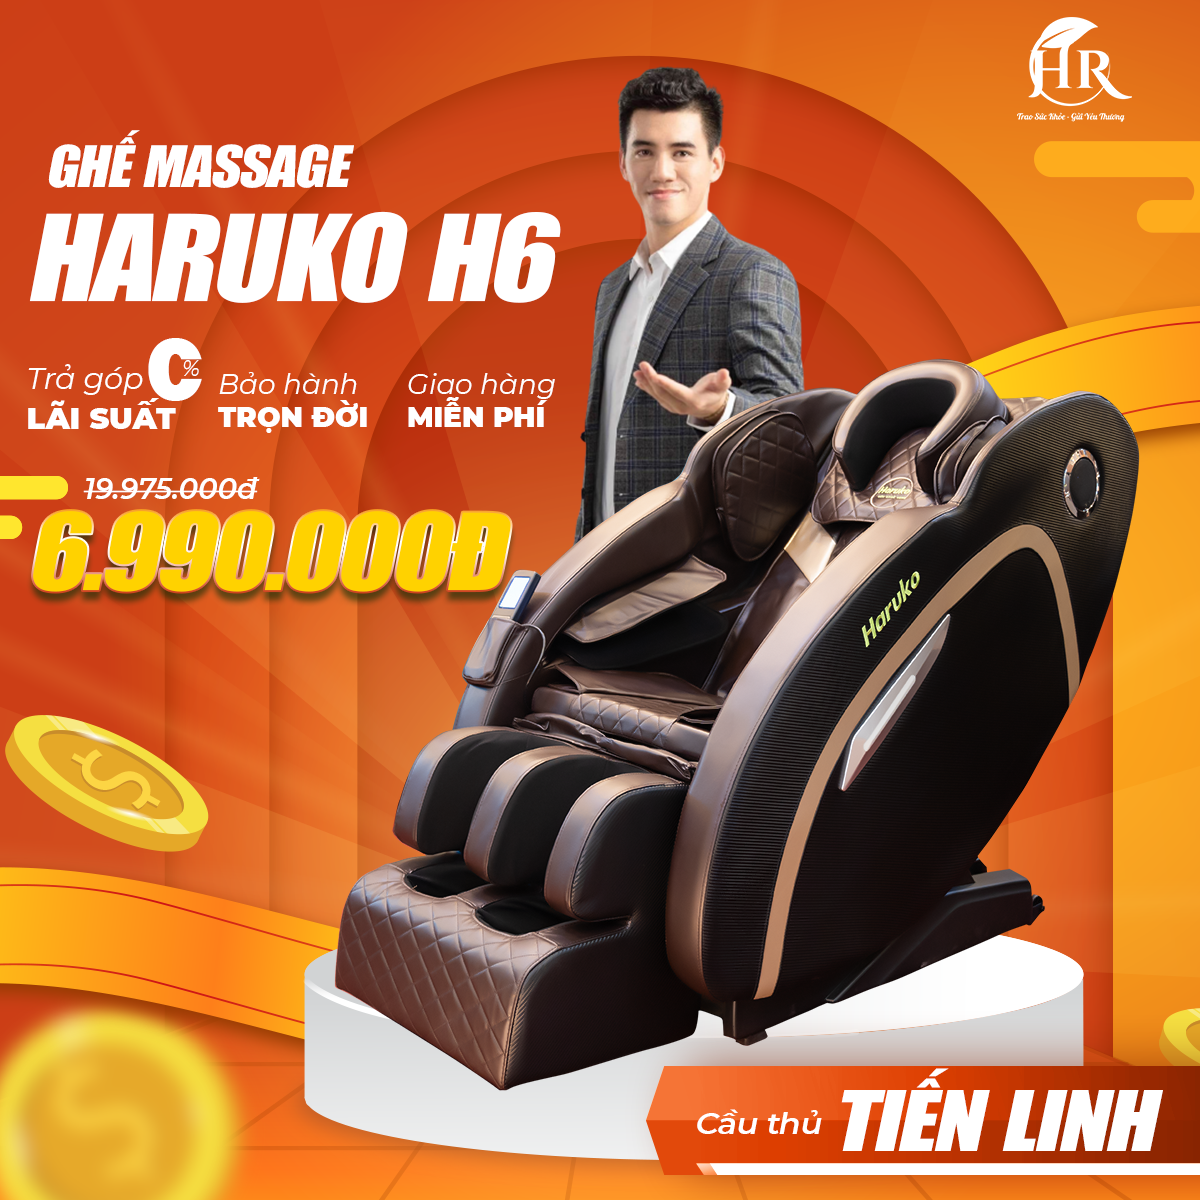 HR
Trao Sức Khỏe - Gửi Yêu Thương
GHẾ MASSAGE
HARUKO H6
Trả góp 0%
LÃI SUẤT
Bảo hành
TRỌN ĐỜI
Giao hàng
MIỄN PHÍ
19.975.000đ
6.990.000Đ
Haruko
Haruko
Cầu thủ TIẾN LINH